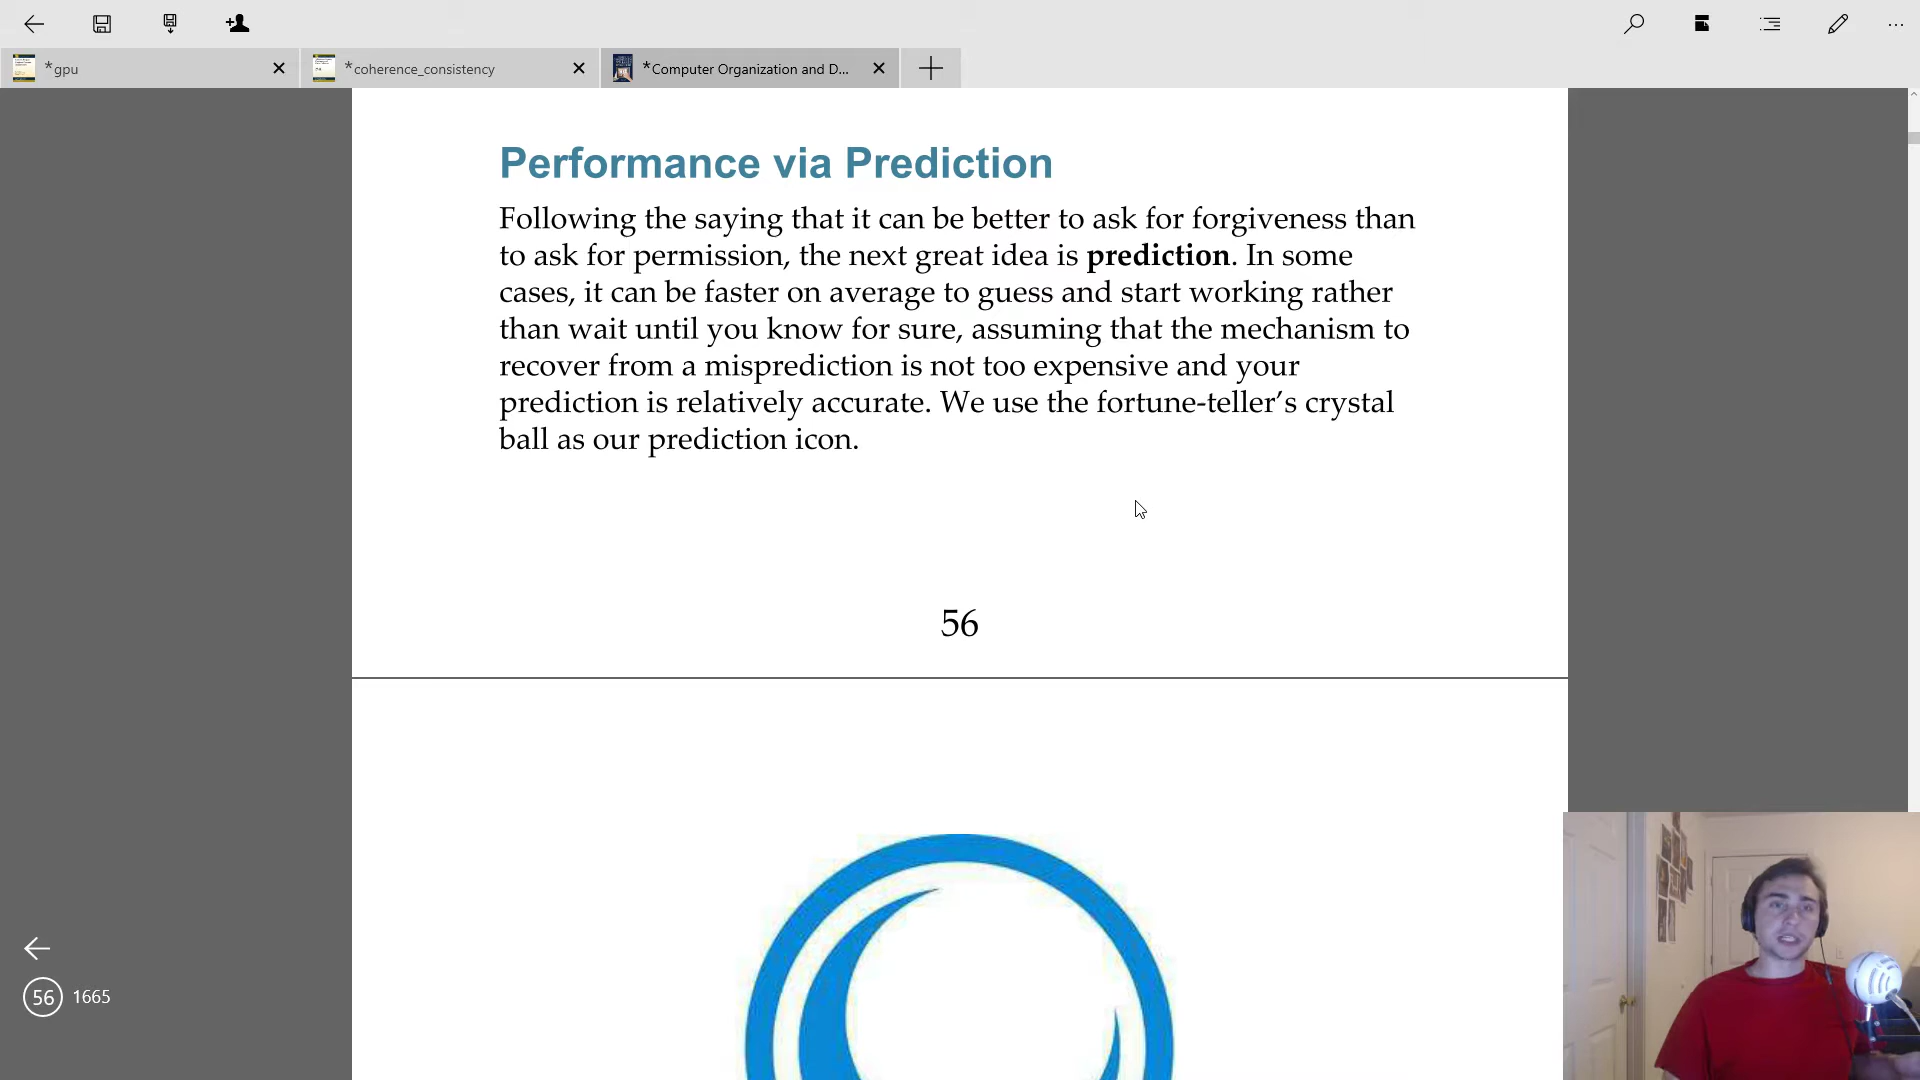 *gpu
*coherence_consistency
*Computer Organization and D...
Performance via Prediction
Following the saying that it can be better to ask for forgiveness than
to ask for permission, the next great idea is prediction. In some
cases, it can be faster on average to guess and start working rather
than wait until you know for sure, assuming that the mechanism to
recover from a misprediction is not too expensive and your
prediction is relatively accurate. We use the fortune-teller’s crystal
ball as our prediction icon.
56
56 1665